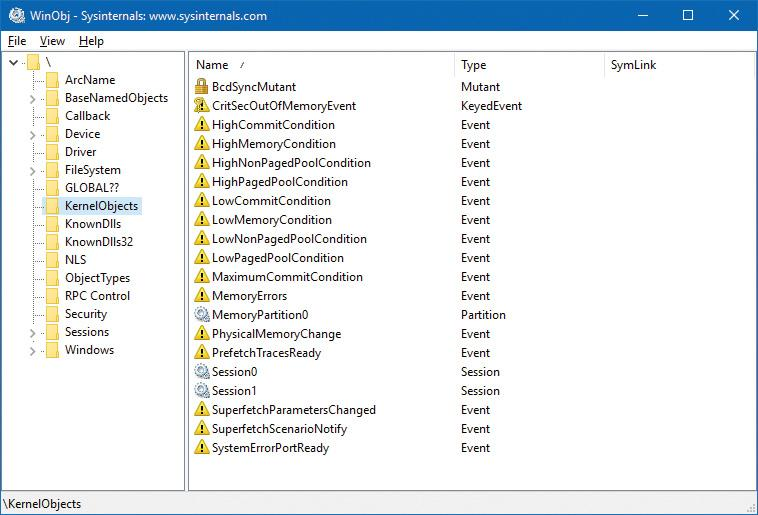 WinObj - Sysinternals: www.sysinternals.com
File View Help
\
ArcName
BaseNamedObjects
Callback
Device
Driver
FileSystem
GLOBAL??
KernelObjects
KnownDlls
KnownDlls32
NLS
ObjectTypes
RPC Control
Security
Sessions
Windows
Name / Type SymLink
BcdSyncMutant Mutant
CritSecOutOfMemoryEvent KeyedEvent
HighCommitCondition Event
HighMemoryCondition Event
HighNonPagedPoolCondition Event
HighPagedPoolCondition Event
LowCommitCondition Event
LowMemoryCondition Event
LowNonPagedPoolCondition Event
LowPagedPoolCondition Event
MaximumCommitCondition Event
MemoryErrors Event
MemoryPartition0 Partition
PhysicalMemoryChange Event
PrefetchTracesReady Event
Session0 Session
Session1 Session
SuperfetchParametersChanged Event
SuperfetchScenarioNotify Event
SystemErrorPortReady Event
\KernelObjects